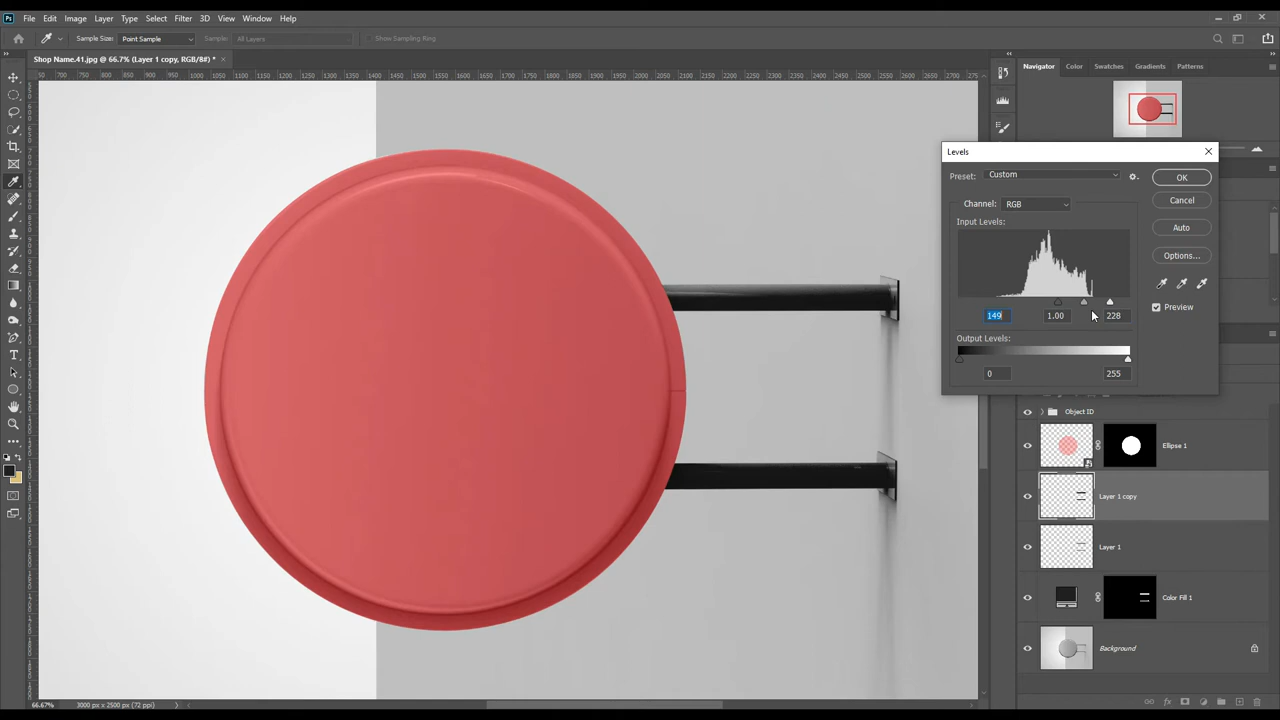 Ps File Edit Image Layer Type Select Filter 3D View Window Help
Sample Size: Point Sample Sample: All Layers Show Sampling Ring
Shop Name.41.jpg @ 66.7% (Layer 1 copy, RGB/8#) *
Navigator Color Swatches Gradients Patterns
Levels
Preset: Custom
OK
Channel: RGB
Cancel
Input Levels:
Auto
Options...
149 1.00 228
Preview
Output Levels:
0 255
Object ID
Ellipse 1
Layer 1 copy
Layer 1
Color Fill 1
Background
66.67% 3000 px x 2500 px (72 ppi)